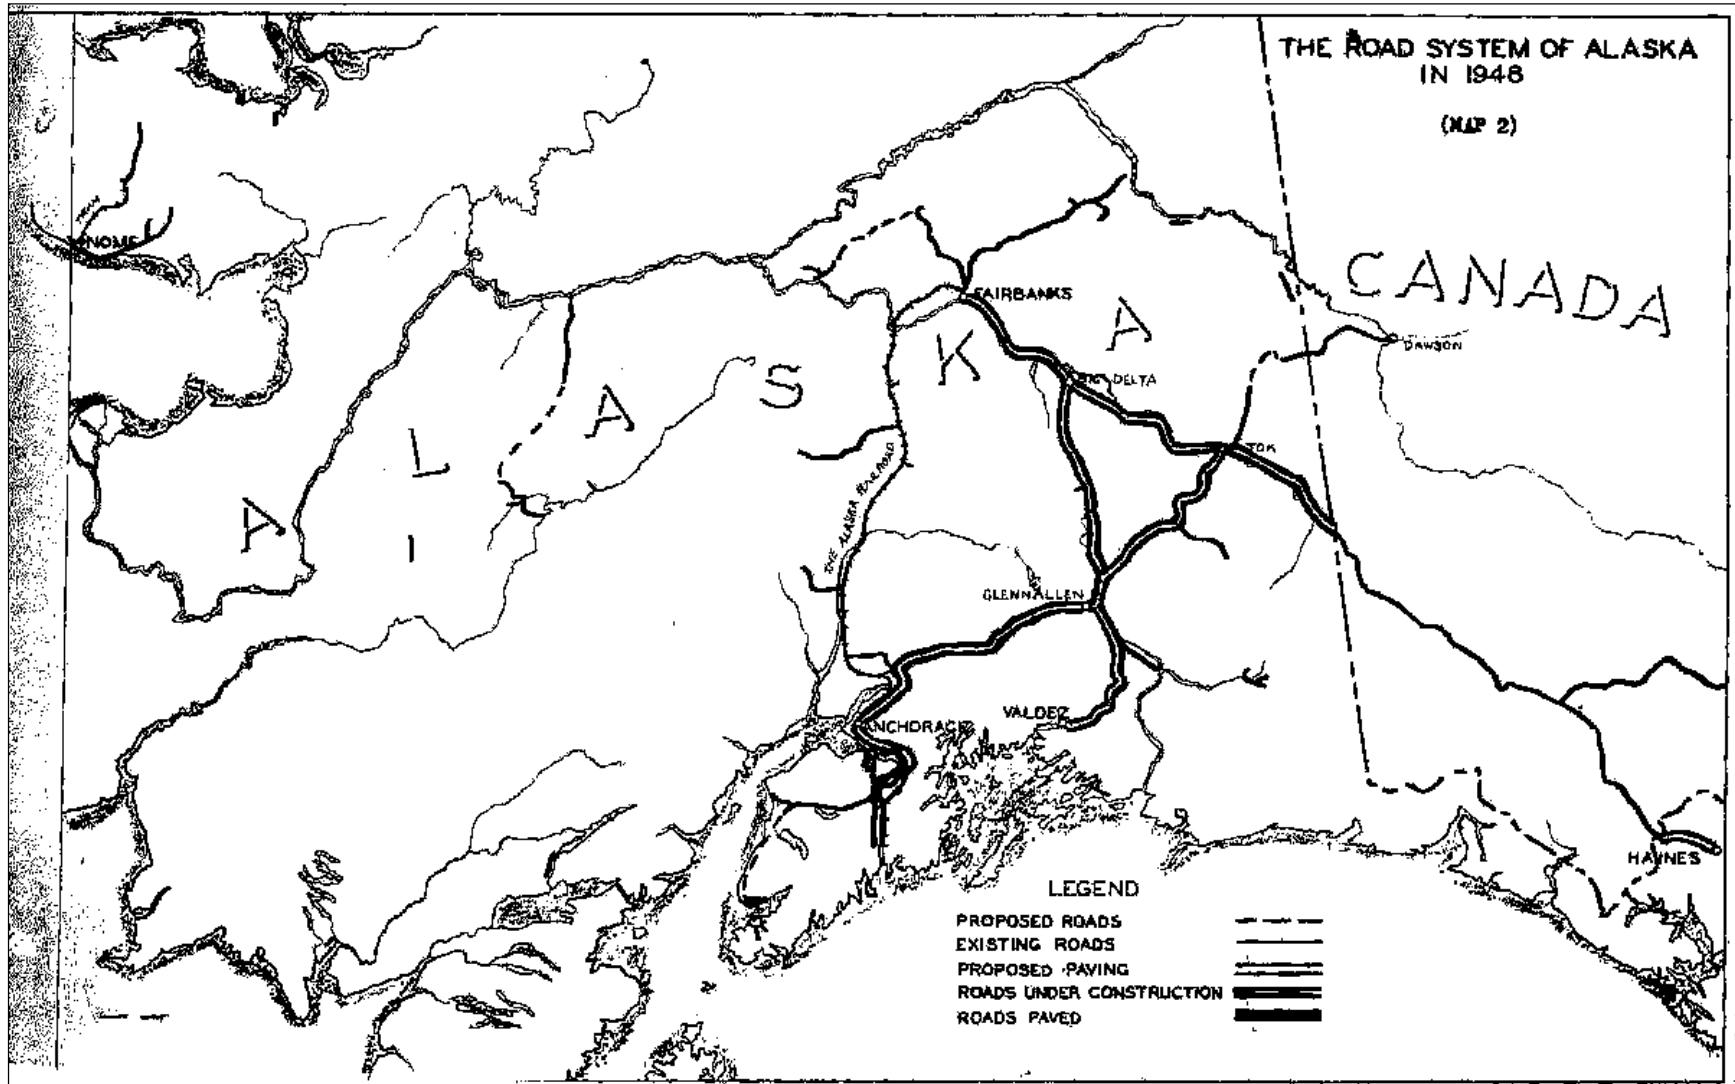 THE ROAD SYSTEM OF ALASKA
IN 1948
(MAP 2)
NOME
FAIRBANKS
CANADA
DAWSON
BIG DELTA
ALASKA
TOK
THE ALASKA RAILROAD
GLENNALLEN
VALDEZ
ANCHORAGE
HAINES
LEGEND
PROPOSED ROADS
EXISTING ROADS
PROPOSED PAVING
ROADS UNDER CONSTRUCTION
ROADS PAVED